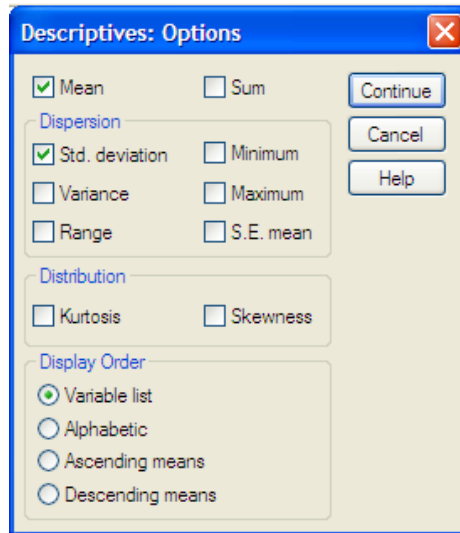 Descriptives: Options
Mean
Sum
Continue
Cancel
Help
Dispersion
Std. deviation
Minimum
Variance
Maximum
Range
S.E. mean
Distribution
Kurtosis
Skewness
Display Order
Variable list
Alphabetic
Ascending means
Descending means